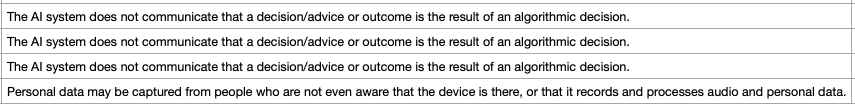 The AI system does not communicate that a decision/advice or outcome is the result of an algorithmic decision.
The AI system does not communicate that a decision/advice or outcome is the result of an algorithmic decision.
The AI system does not communicate that a decision/advice or outcome is the result of an algorithmic decision.
Personal data may be captured from people who are not even aware that the device is there, or that it records and processes audio and personal data.